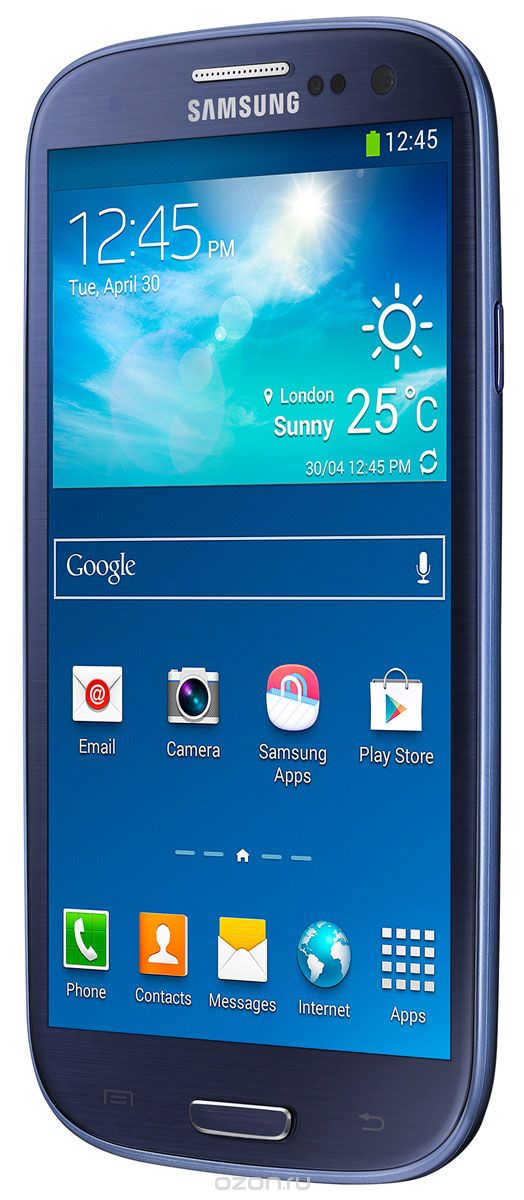 SAMSUNG
12:45
12:45 PM
Tue, April 30
London
Sunny 25°C
30/04 12:45 PM
Google
Email
Camera
Samsung Apps
Play Store
Phone
Contacts
Messages
Internet
Apps
ozon.ru